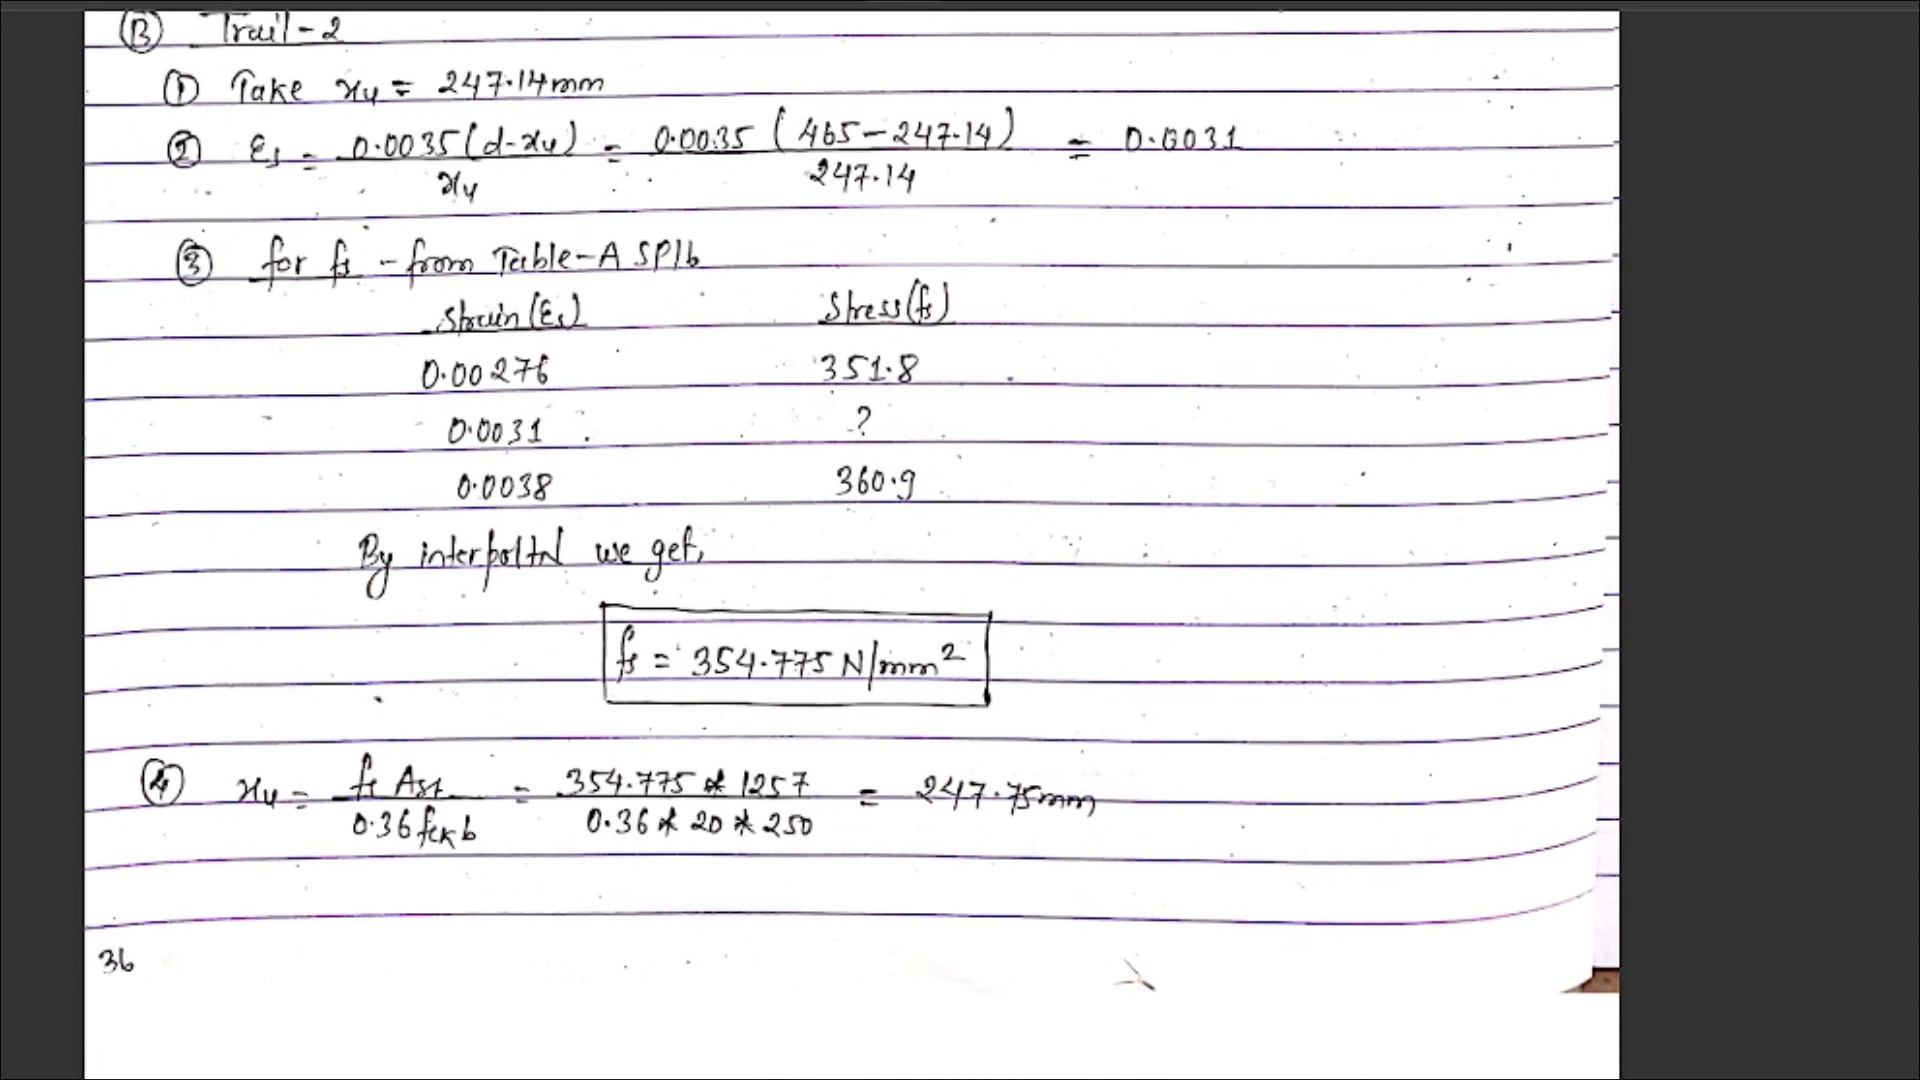 Ⓑ Trail-2
① Take xu = 247.14mm
② Es = 0.0035(d-xu) / xu = 0.0035 (465-247.14) / 247.14 = 0.0031
③ for fs - from Table-A SP16
Strain(Es) Stress(fs)
0.00276 351.8
0.0031 ?
0.0038 360.9
By interpoltn we get,
fs = 354.775 N/mm²
④ xu = fs Ast / 0.36 fck b = 354.775 * 1257 / 0.36 * 20 * 250 = 247.75mm
36